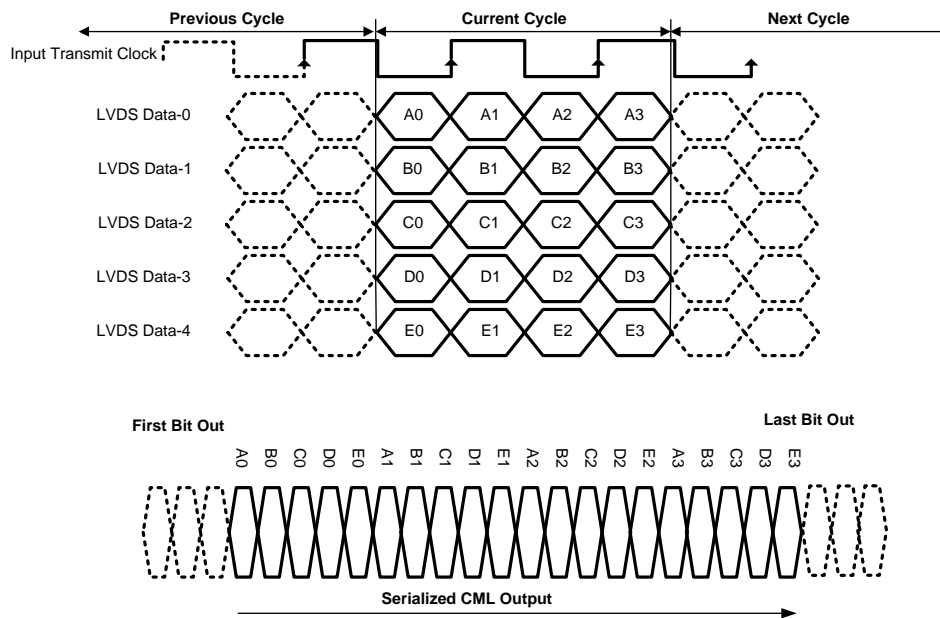 Previous Cycle Current Cycle Next Cycle
Input Transmit Clock
LVDS Data-0 A0 A1 A2 A3
LVDS Data-1 B0 B1 B2 B3
LVDS Data-2 C0 C1 C2 C3
LVDS Data-3 D0 D1 D2 D3
LVDS Data-4 E0 E1 E2 E3
First Bit Out Last Bit Out
A0 B0 C0 D0 E0 A1 B1 C1 D1 E1 A2 B2 C2 D2 E2 A3 B3 C3 D3 E3
Serialized CML Output